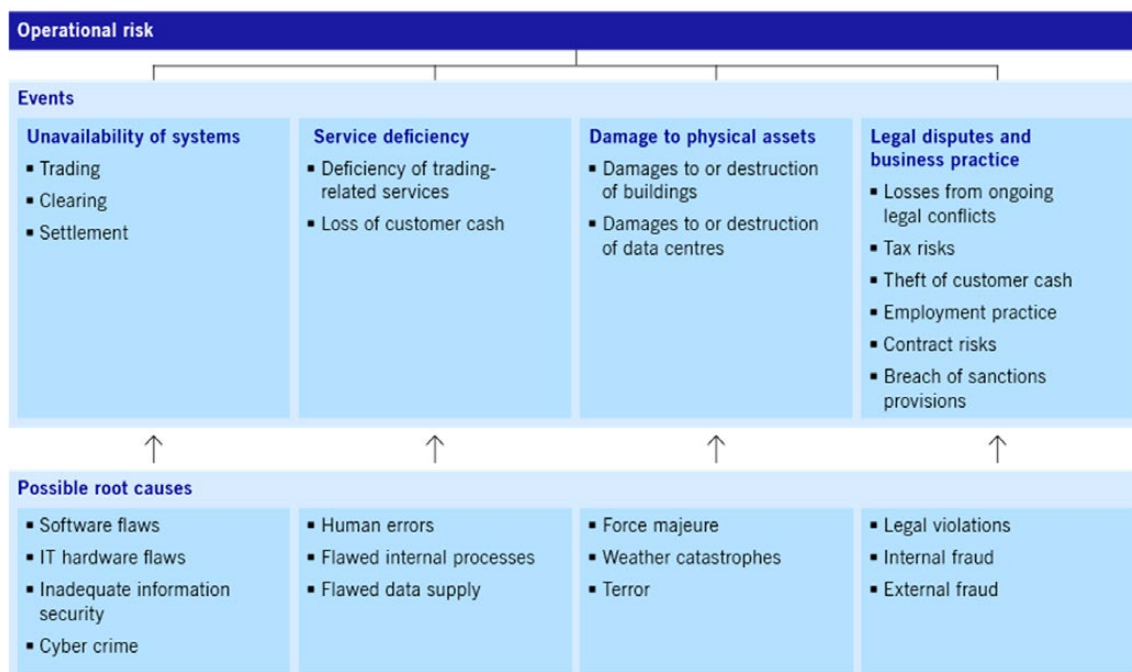 Operational risk
Events
Unavailability of systems
▪ Trading
▪ Clearing
▪ Settlement
Service deficiency
▪ Deficiency of trading-
related services
▪ Loss of customer cash
Damage to physical assets
▪ Damages to or destruction
of buildings
▪ Damages to or destruction
of data centres
Legal disputes and
business practice
▪ Losses from ongoing
legal conflicts
▪ Tax risks
▪ Theft of customer cash
▪ Employment practice
▪ Contract risks
▪ Breach of sanctions
provisions
Possible root causes
▪ Software flaws
▪ IT hardware flaws
▪ Inadequate information
security
▪ Cyber crime
▪ Human errors
▪ Flawed internal processes
▪ Flawed data supply
▪ Force majeure
▪ Weather catastrophes
▪ Terror
▪ Legal violations
▪ Internal fraud
▪ External fraud